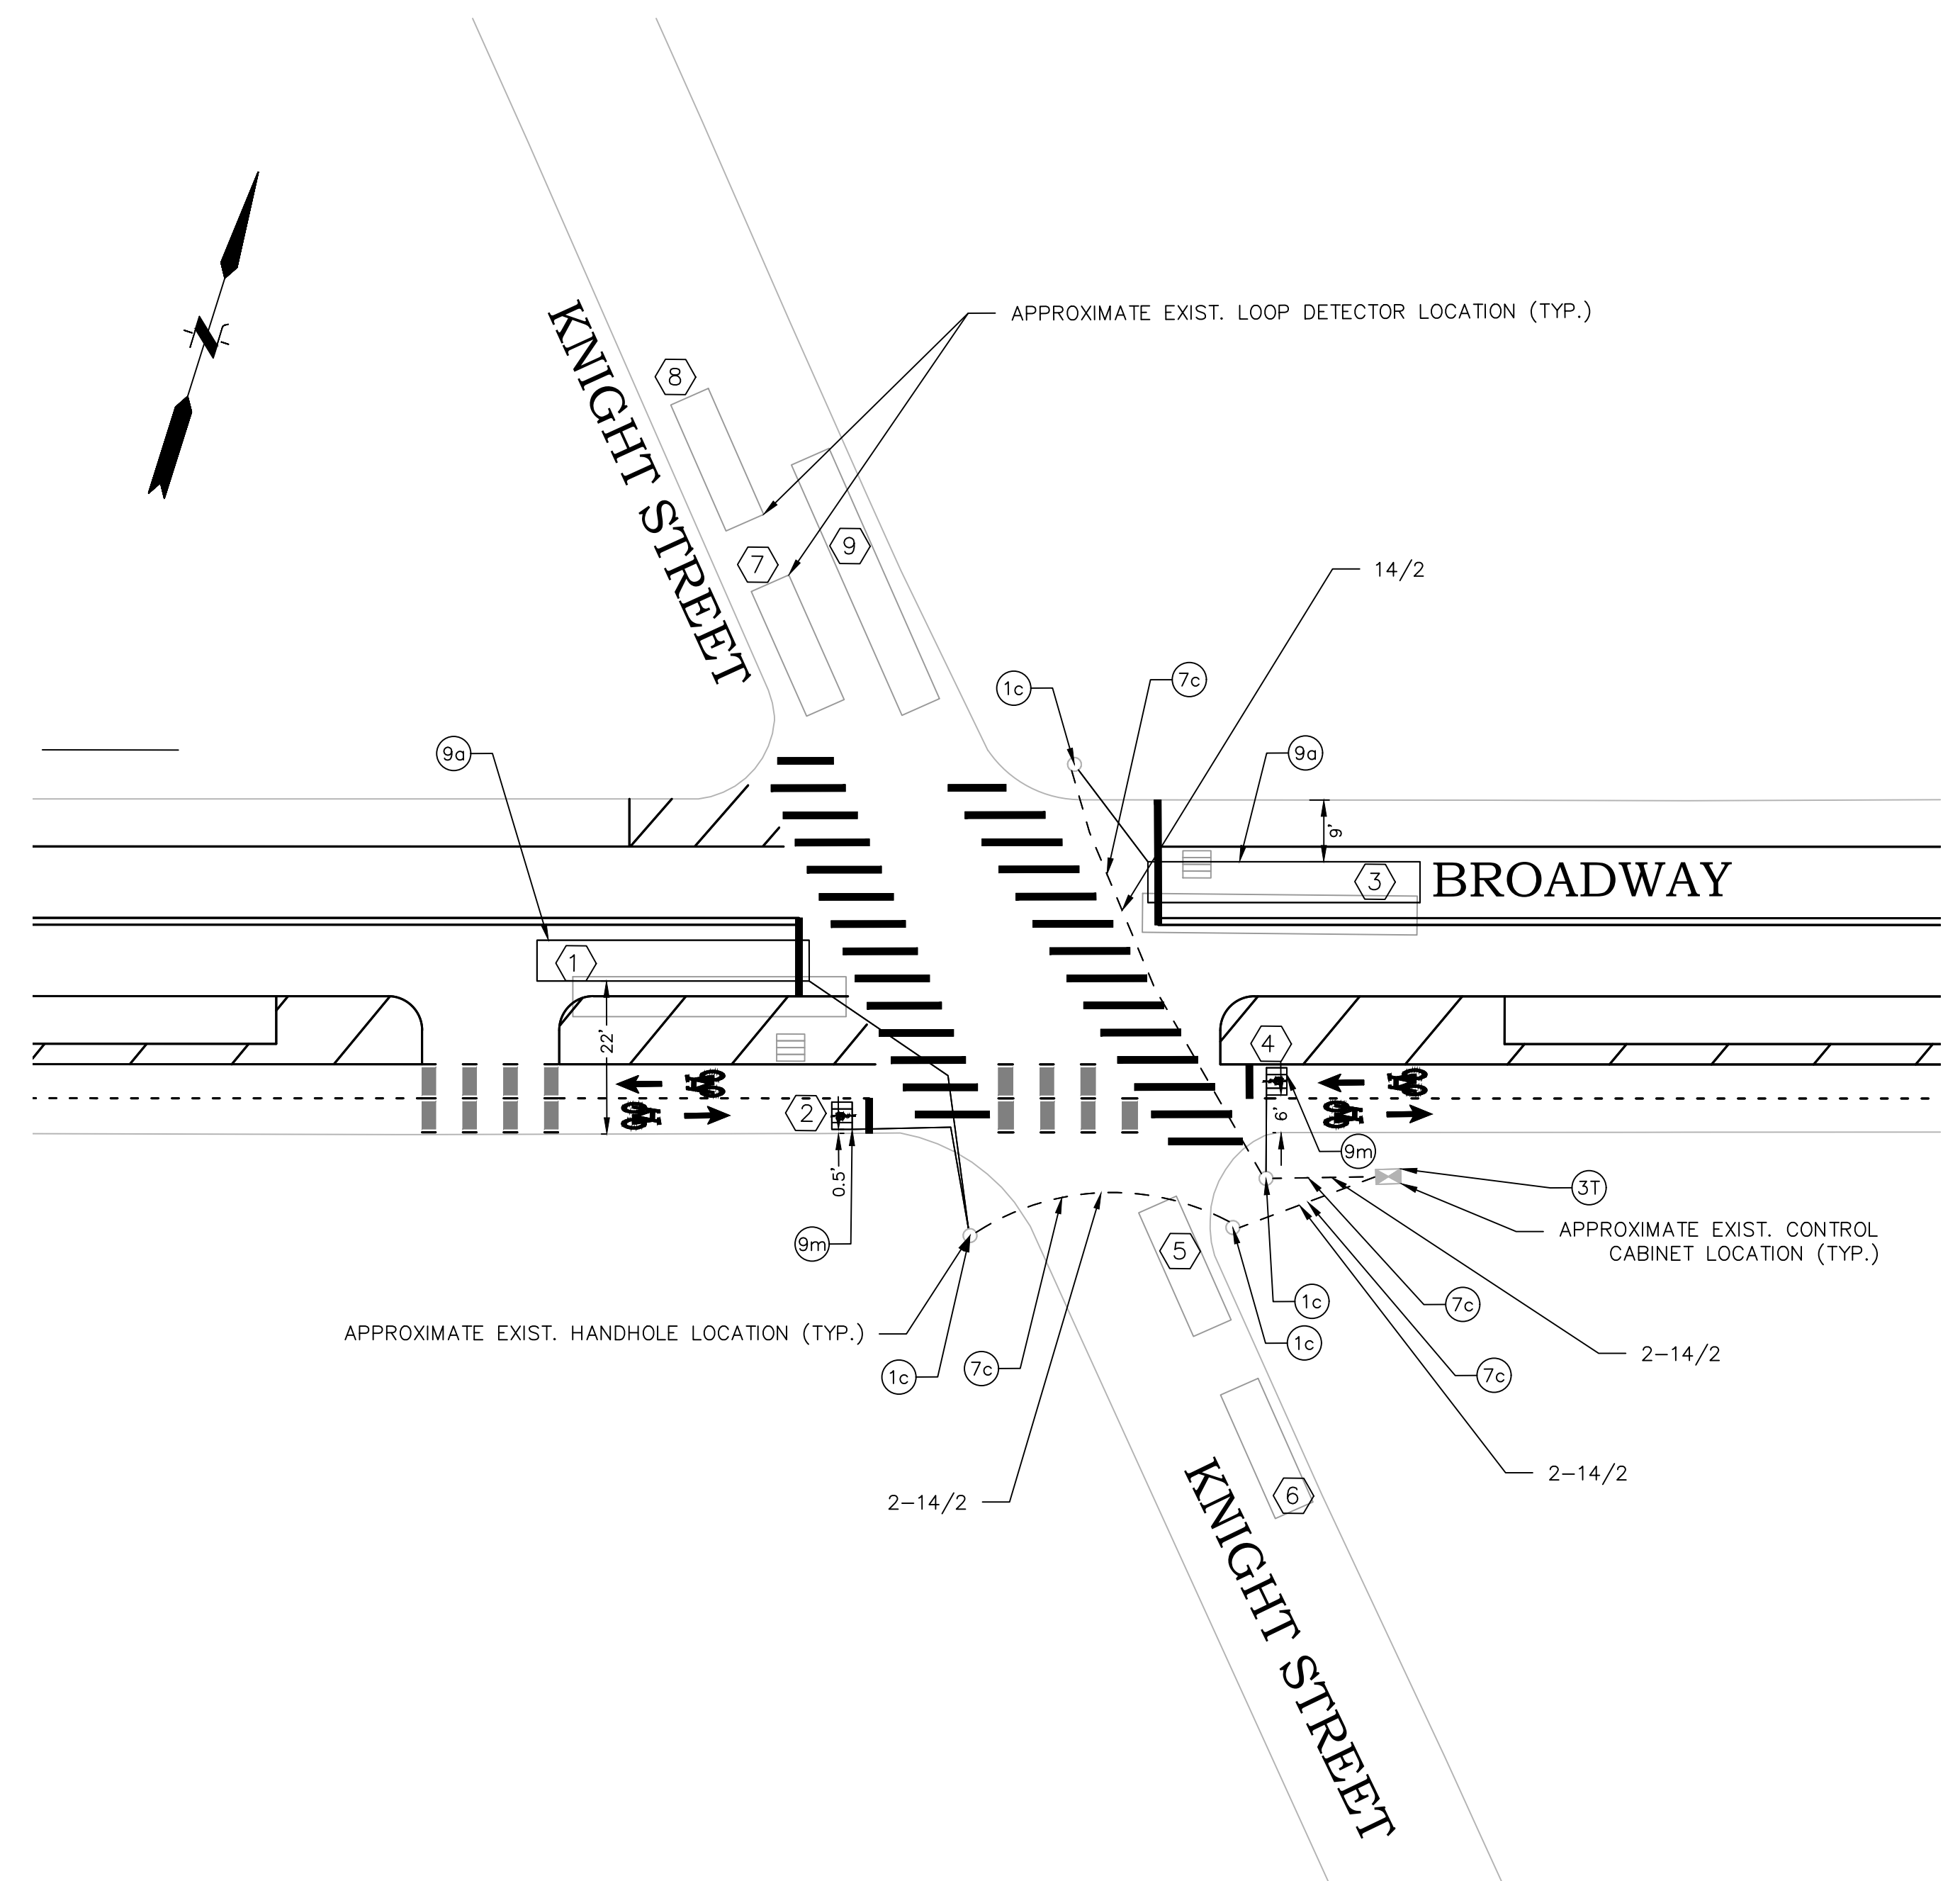 APPROXIMATE EXIST. LOOP DETECTOR LOCATION (TYP.)
KNIGHT STREET
8
9
7
14/2
1c
7c
9a
9a
9'
N
3
BROADWAY
1
22'
4
2
6'
9m
0.5'
9m
3T
APPROXIMATE EXIST. CONTROL
CABINET LOCATION (TYP.)
5
1c
7c
1c
APPROXIMATE EXIST. HANDHOLE LOCATION (TYP.)
2-14/2
1c
7c
7c
2-14/2
2-14/2
6
KNIGHT STREET